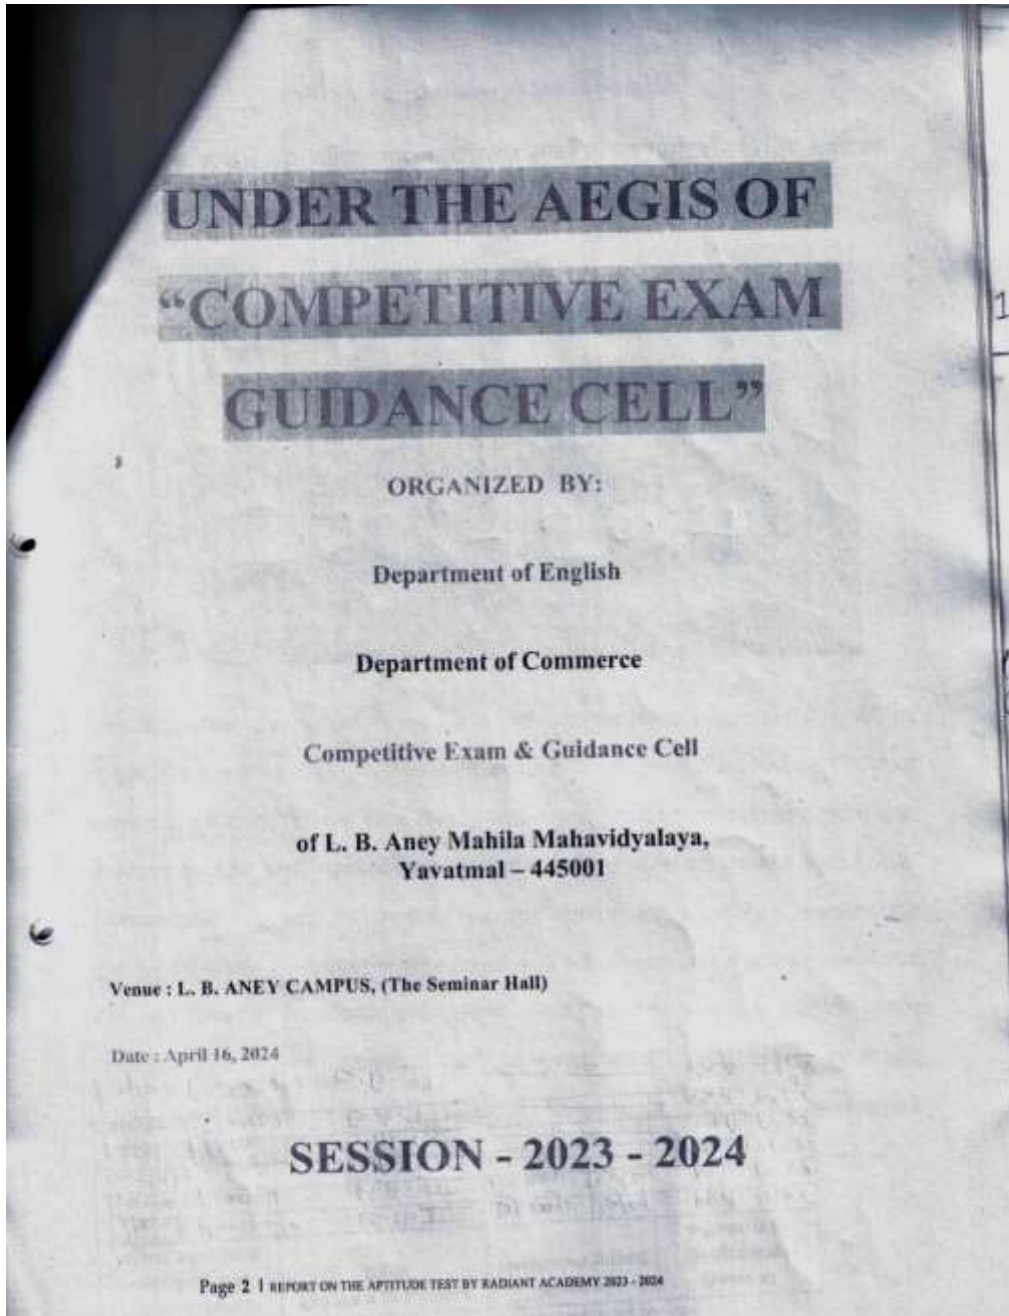 UNDER THE AEGIS OF
“COMPETITIVE EXAM
GUIDANCE CELL”
ORGANIZED BY:
Department of English
Department of Commerce
Competitive Exam & Guidance Cell
of L. B. Aney Mahila Mahavidyalaya,
Yavatmal – 445001
Venue : L. B. ANEY CAMPUS, (The Seminar Hall)
Date : April 16, 2024
SESSION - 2023 - 2024
Page 2 | REPORT ON THE APTITUDE TEST BY RADIANT ACADEMY 2023 - 2024
1